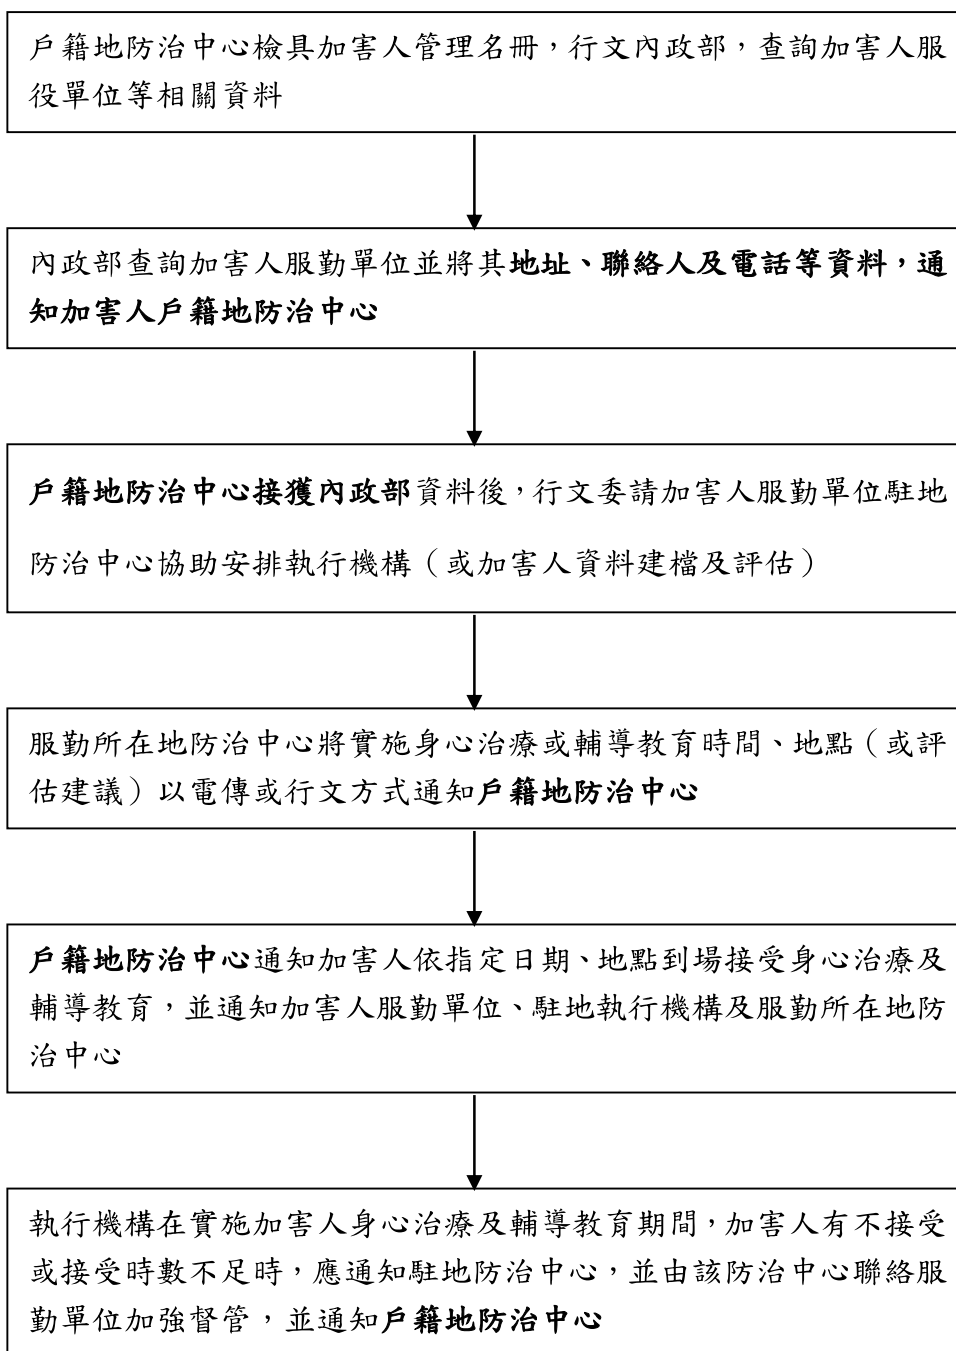 戶籍地防治中心檢具加害人管理名冊，行文內政部，查詢加害人服
役單位等相關資料
內政部查詢加害人服勤單位並將其地址、聯絡人及電話等資料，通
知加害人戶籍地防治中心
戶籍地防治中心接獲內政部資料後，行文委請加害人服勤單位駐地
防治中心協助安排執行機構（或加害人資料建檔及評估）
服勤所在地防治中心將實施身心治療或輔導教育時間、地點（或評
估建議）以電傳或行文方式通知戶籍地防治中心
戶籍地防治中心通知加害人依指定日期、地點到場接受身心治療及
輔導教育，並通知加害人服勤單位、駐地執行機構及服勤所在地防
治中心
執行機構在實施加害人身心治療及輔導教育期間，加害人有不接受
或接受時數不足時，應通知駐地防治中心，並由該防治中心聯絡服
勤單位加強督管，並通知戶籍地防治中心